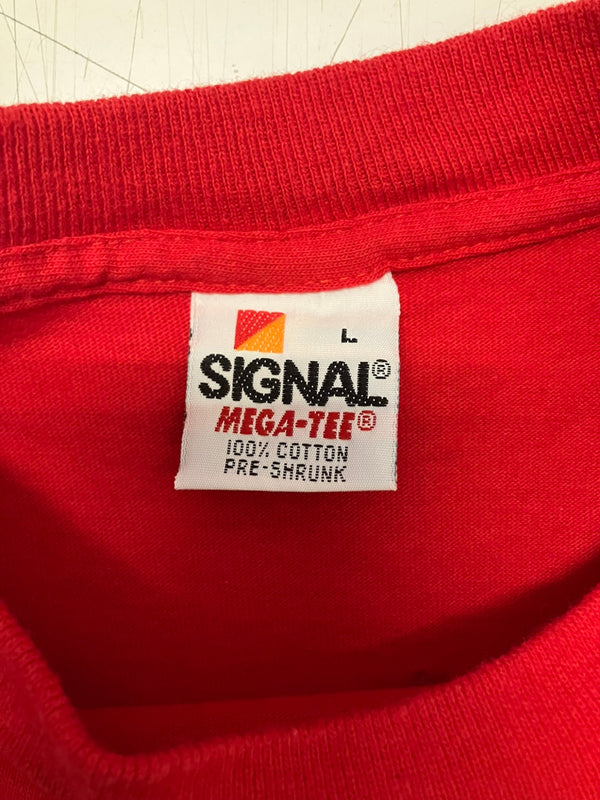 L
SIGNAL®
MEGA-TEE®
100% COTTON
PRE-SHRUNK